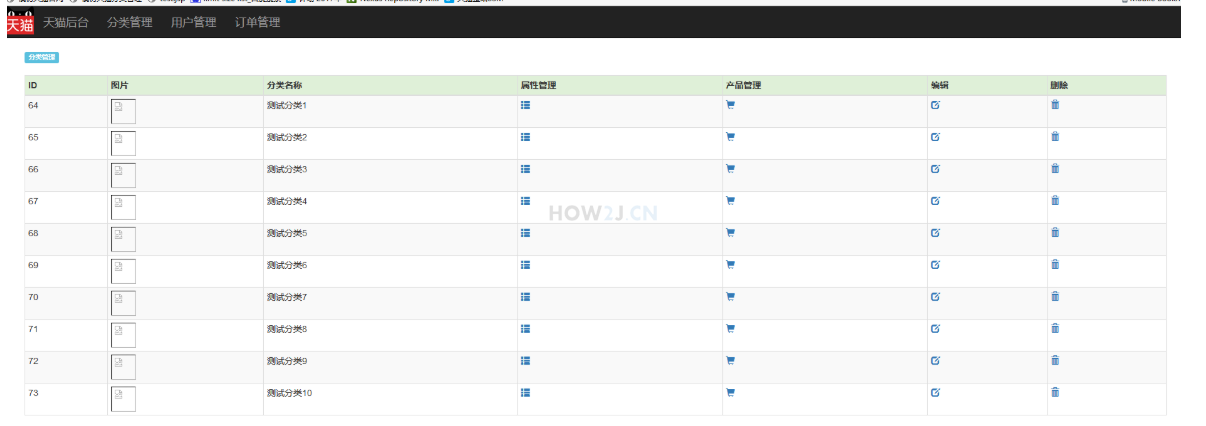 天猫 天猫后台 分类管理 用户管理 订单管理
分类管理
ID 图片 分类名称 属性管理 产品管理 编辑 删除
64 测试分类1
65 测试分类2
66 测试分类3
67 测试分类4
HOW2J.CN
68 测试分类5
69 测试分类6
70 测试分类7
71 测试分类8
72 测试分类9
73 测试分类10